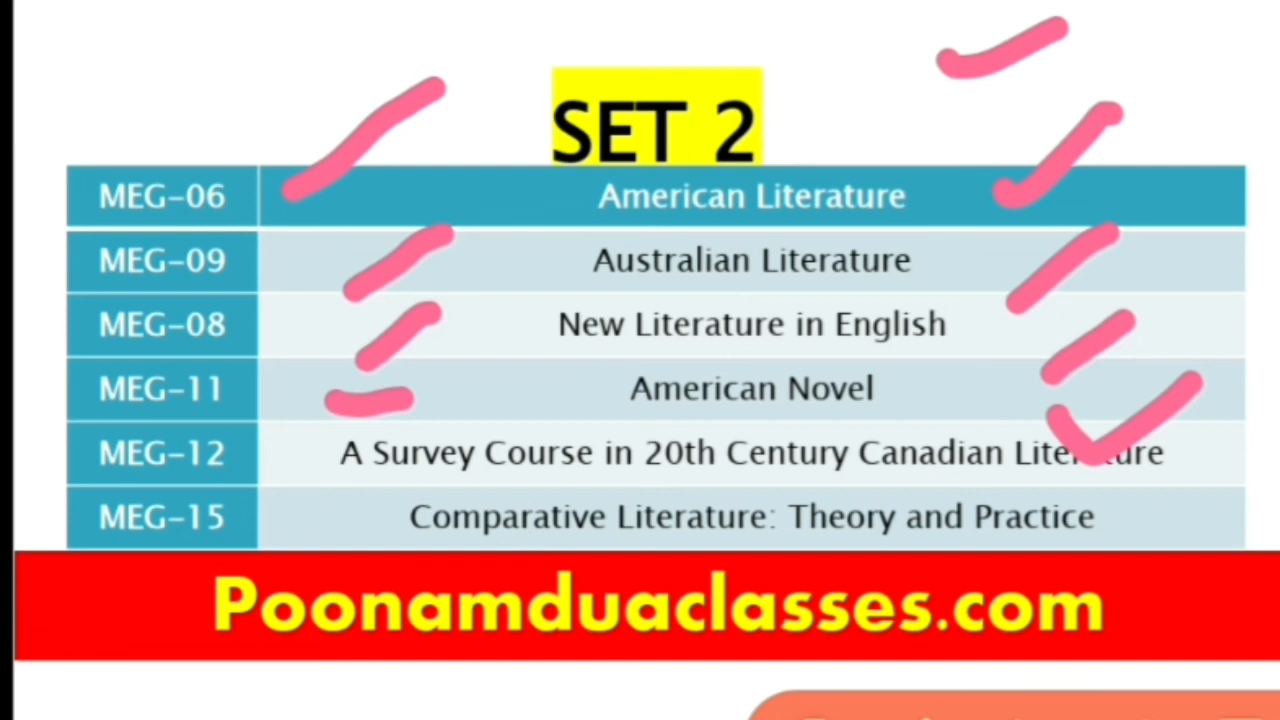 SET 2
MEG-06 American Literature
MEG-09 Australian Literature
MEG-08 New Literature in English
MEG-11 American Novel
MEG-12 A Survey Course in 20th Century Canadian Literature
MEG-15 Comparative Literature: Theory and Practice
Poonamduaclasses.com